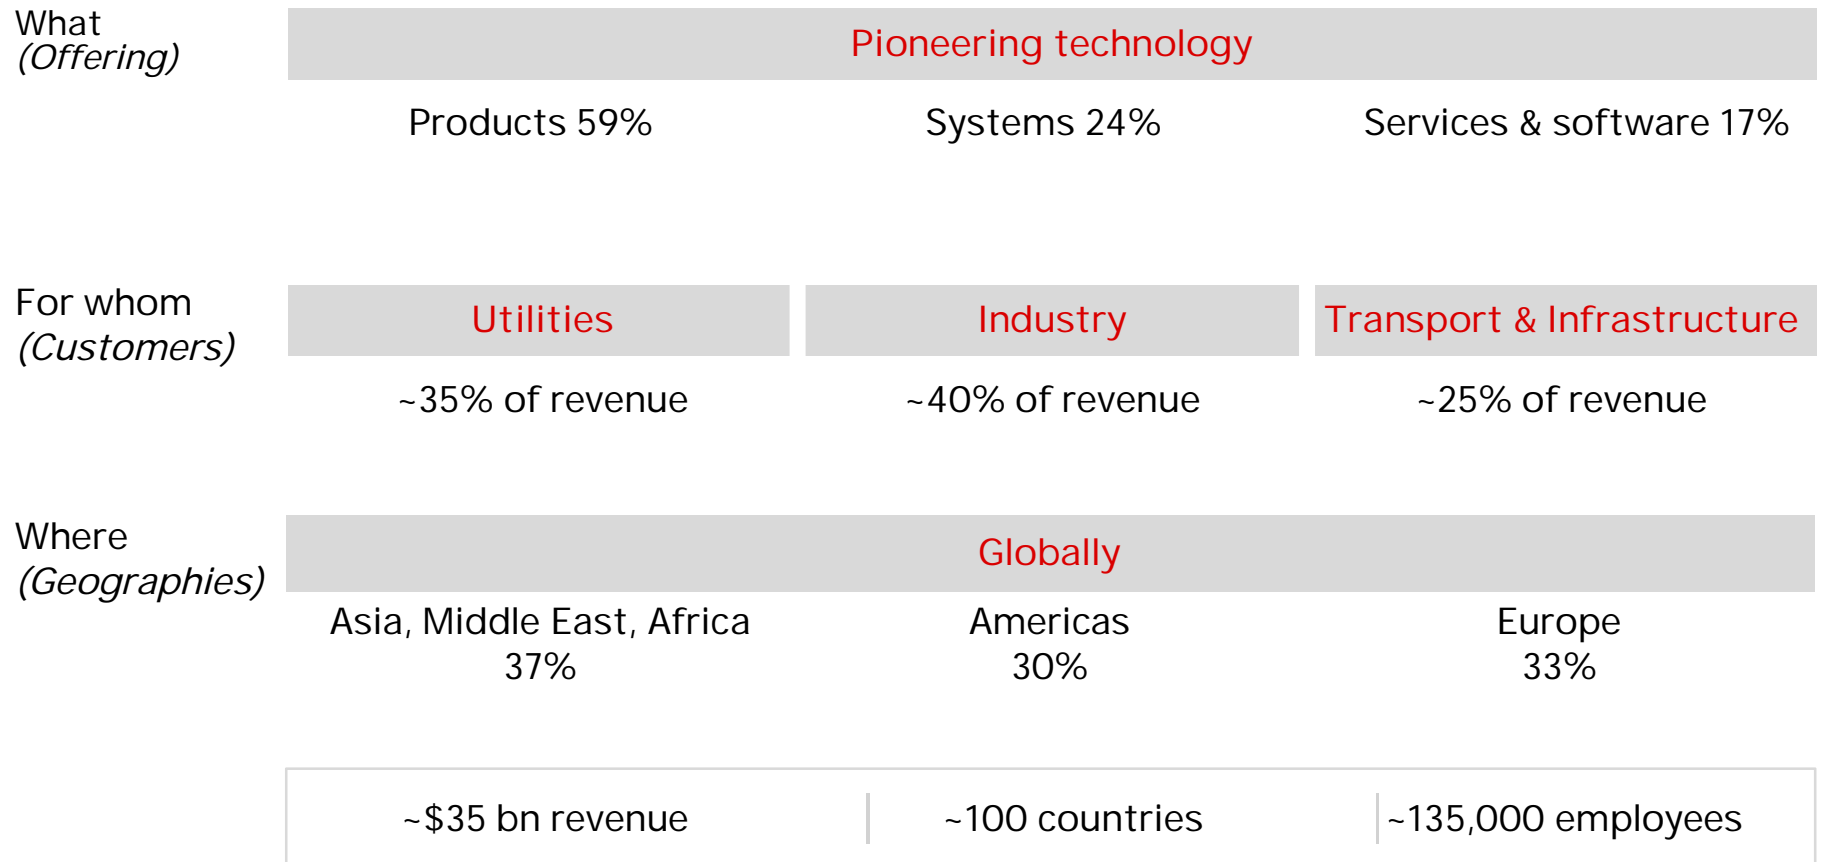 What
(Offering)
Pioneering technology
Products 59%
Systems 24%
Services & software 17%
For whom
(Customers)
Utilities
Industry
Transport & Infrastructure
~35% of revenue
~40% of revenue
~25% of revenue
Where
(Geographies)
Globally
Asia, Middle East, Africa
37%
Americas
30%
Europe
33%
~$35 bn revenue
~100 countries
~135,000 employees